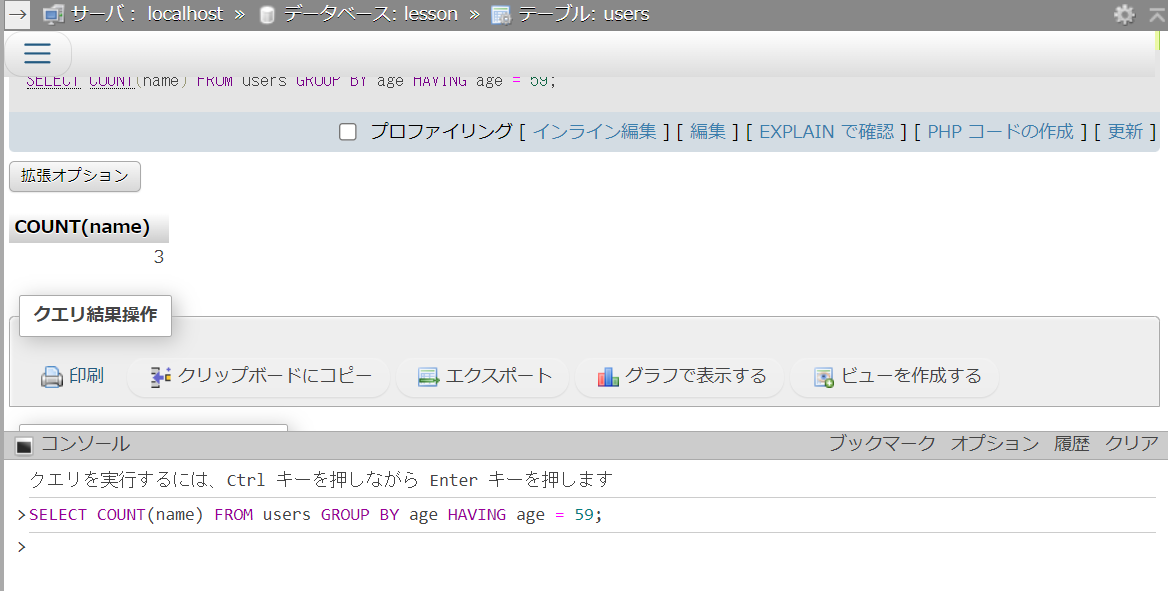 サーバ: localhost » データベース: lesson » テーブル: users
SELECT COUNT(name) FROM users GROUP BY age HAVING age = 59;
プロファイリング [ インライン編集 ] [ 編集 ] [ EXPLAIN で確認 ] [ PHP コードの作成 ] [ 更新 ]
拡張オプション
COUNT(name)
3
クエリ結果操作
印刷 クリップボードにコピー エクスポート グラフで表示する ビューを作成する
コンソール ブックマーク オプション 履歴 クリア
クエリを実行するには、Ctrl キーを押しながら Enter キーを押します
>SELECT COUNT(name) FROM users GROUP BY age HAVING age = 59;
>